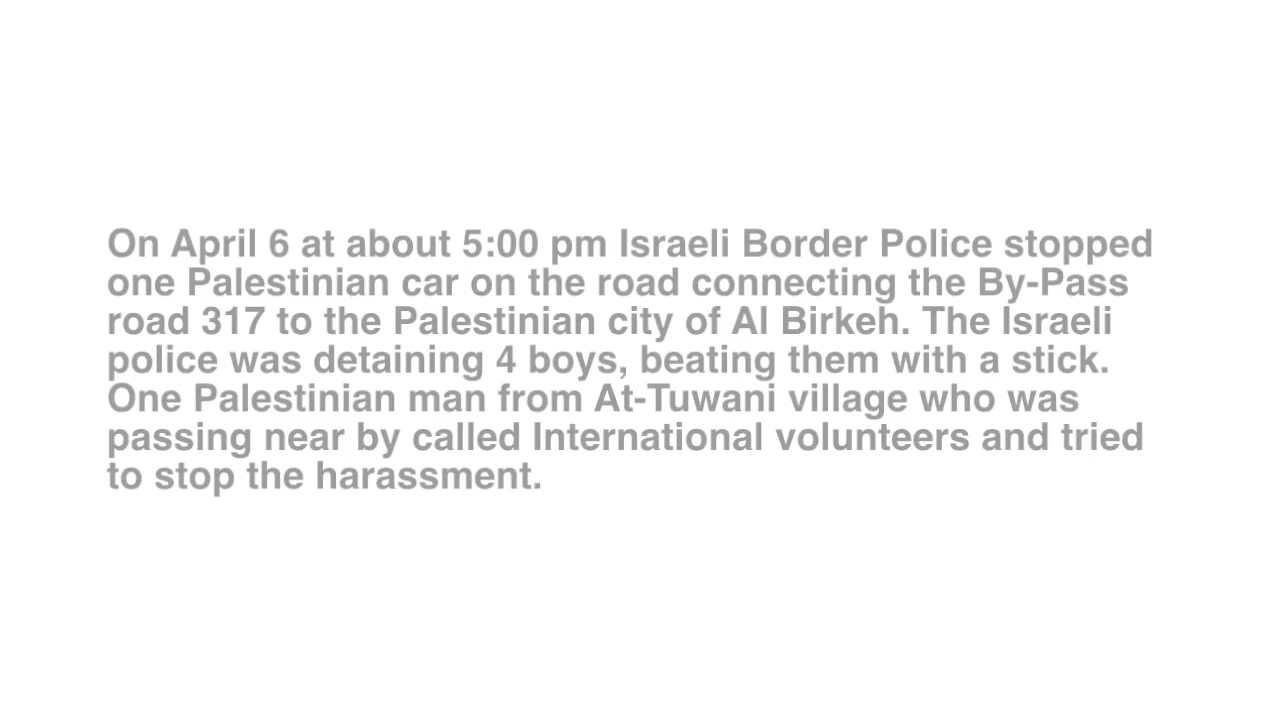 On April 6 at about 5:00 pm Israeli Border Police stopped
one Palestinian car on the road connecting the By-Pass
road 317 to the Palestinian city of Al Birkeh. The Israeli
police was detaining 4 boys, beating them with a stick.
One Palestinian man from At-Tuwani village who was
passing near by called International volunteers and tried
to stop the harassment.